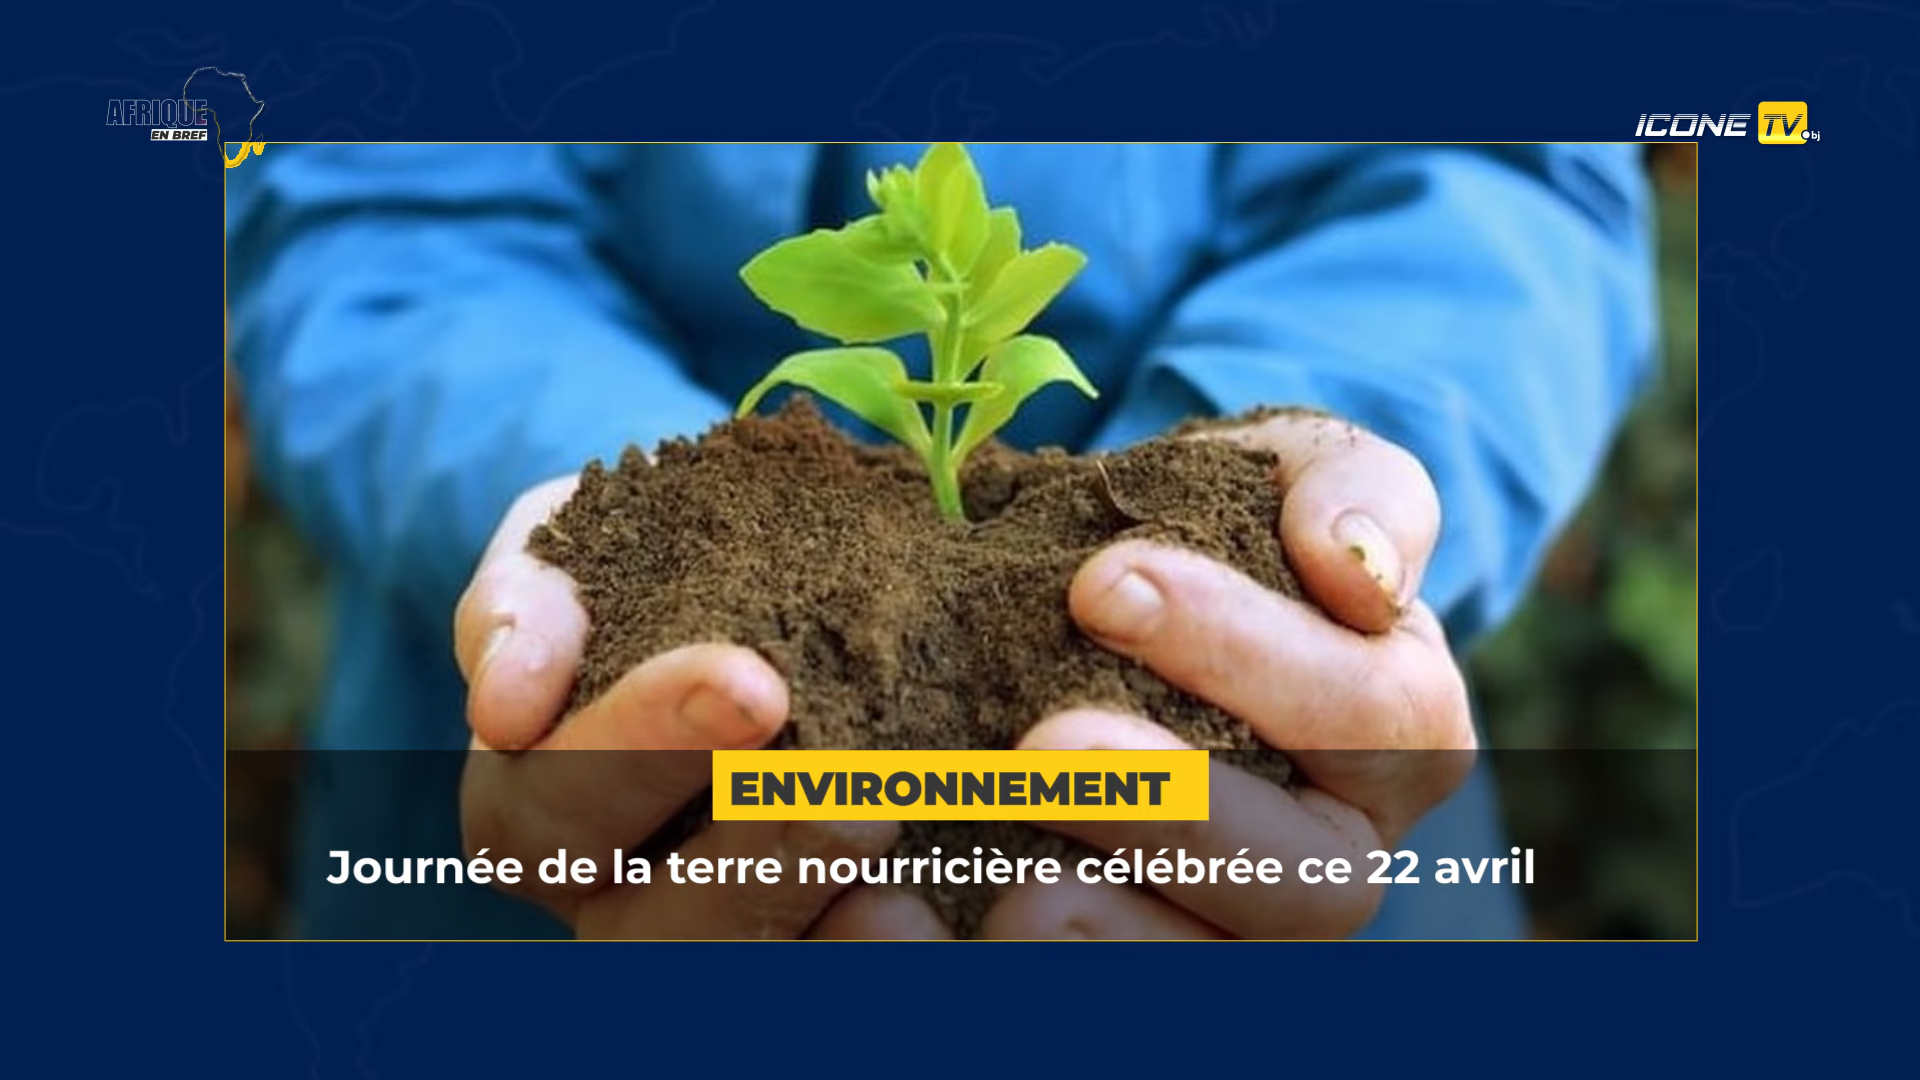 AFRIQUE
EN BREF
ICONE TV.bj
ENVIRONNEMENT
Journée de la terre nourricière célébrée ce 22 avril